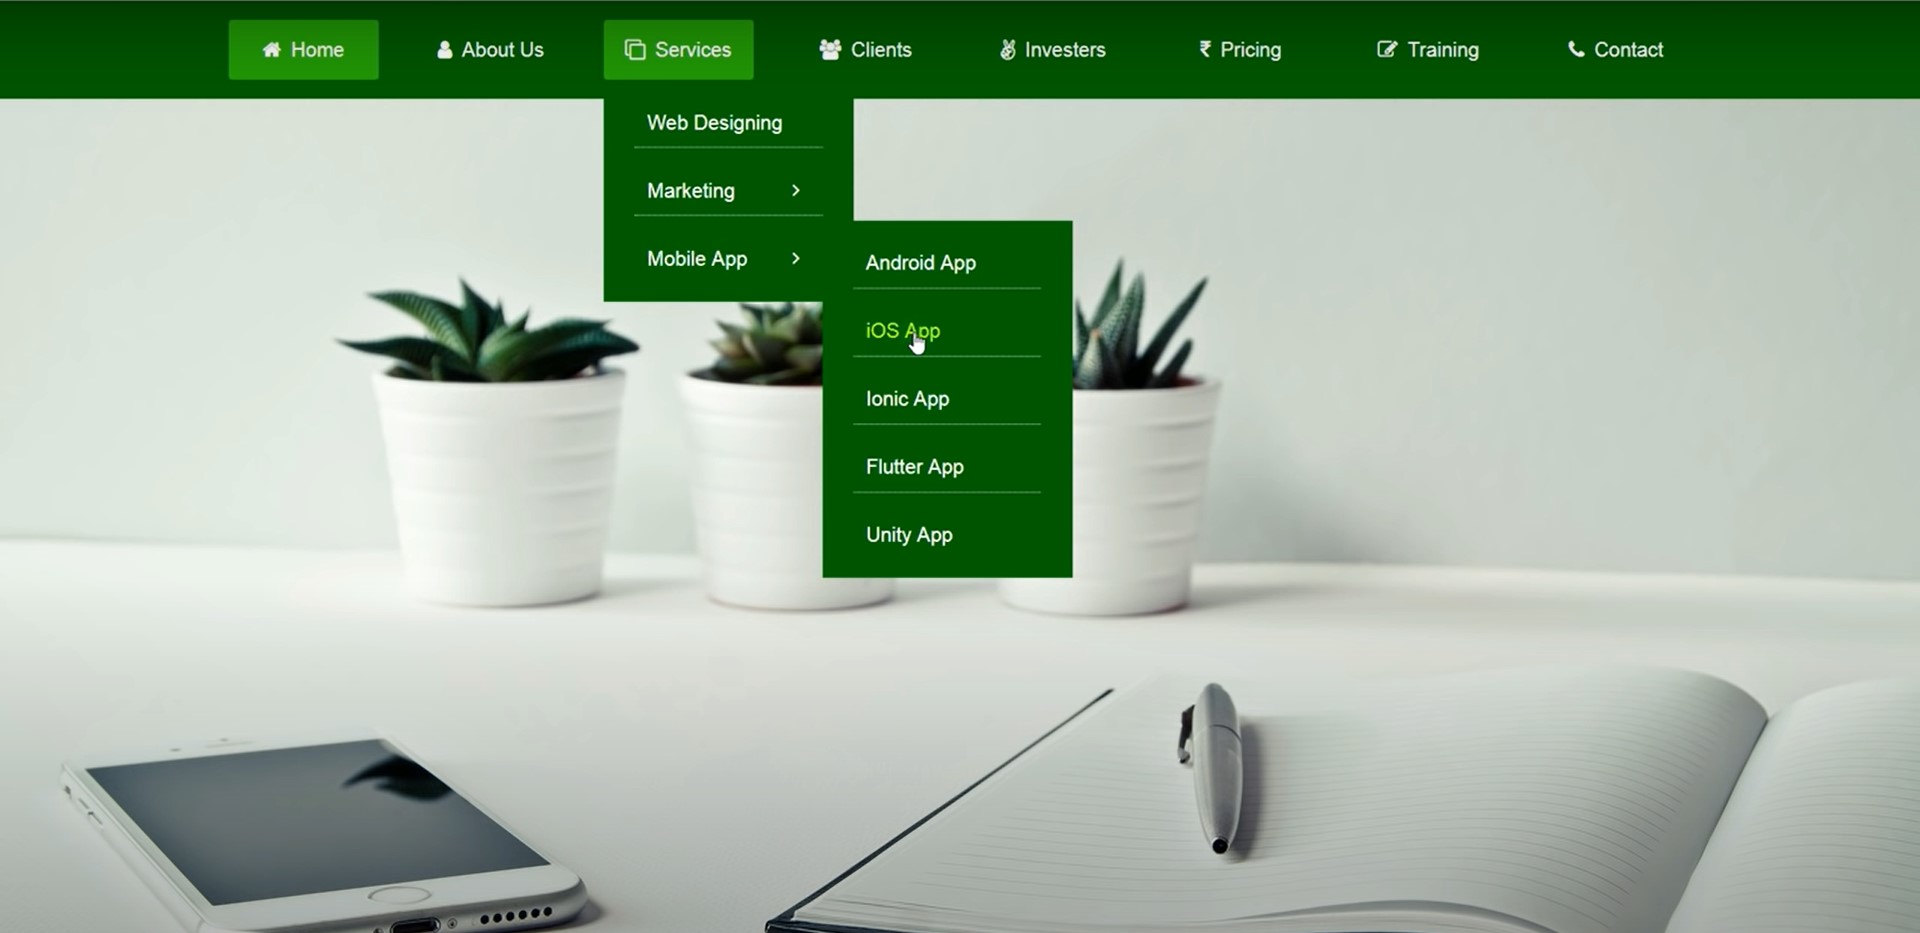 Home About Us Services Clients Investers ₹ Pricing Training Contact
Web Designing
Marketing
Mobile App
Android App
iOS App
Ionic App
Flutter App
Unity App